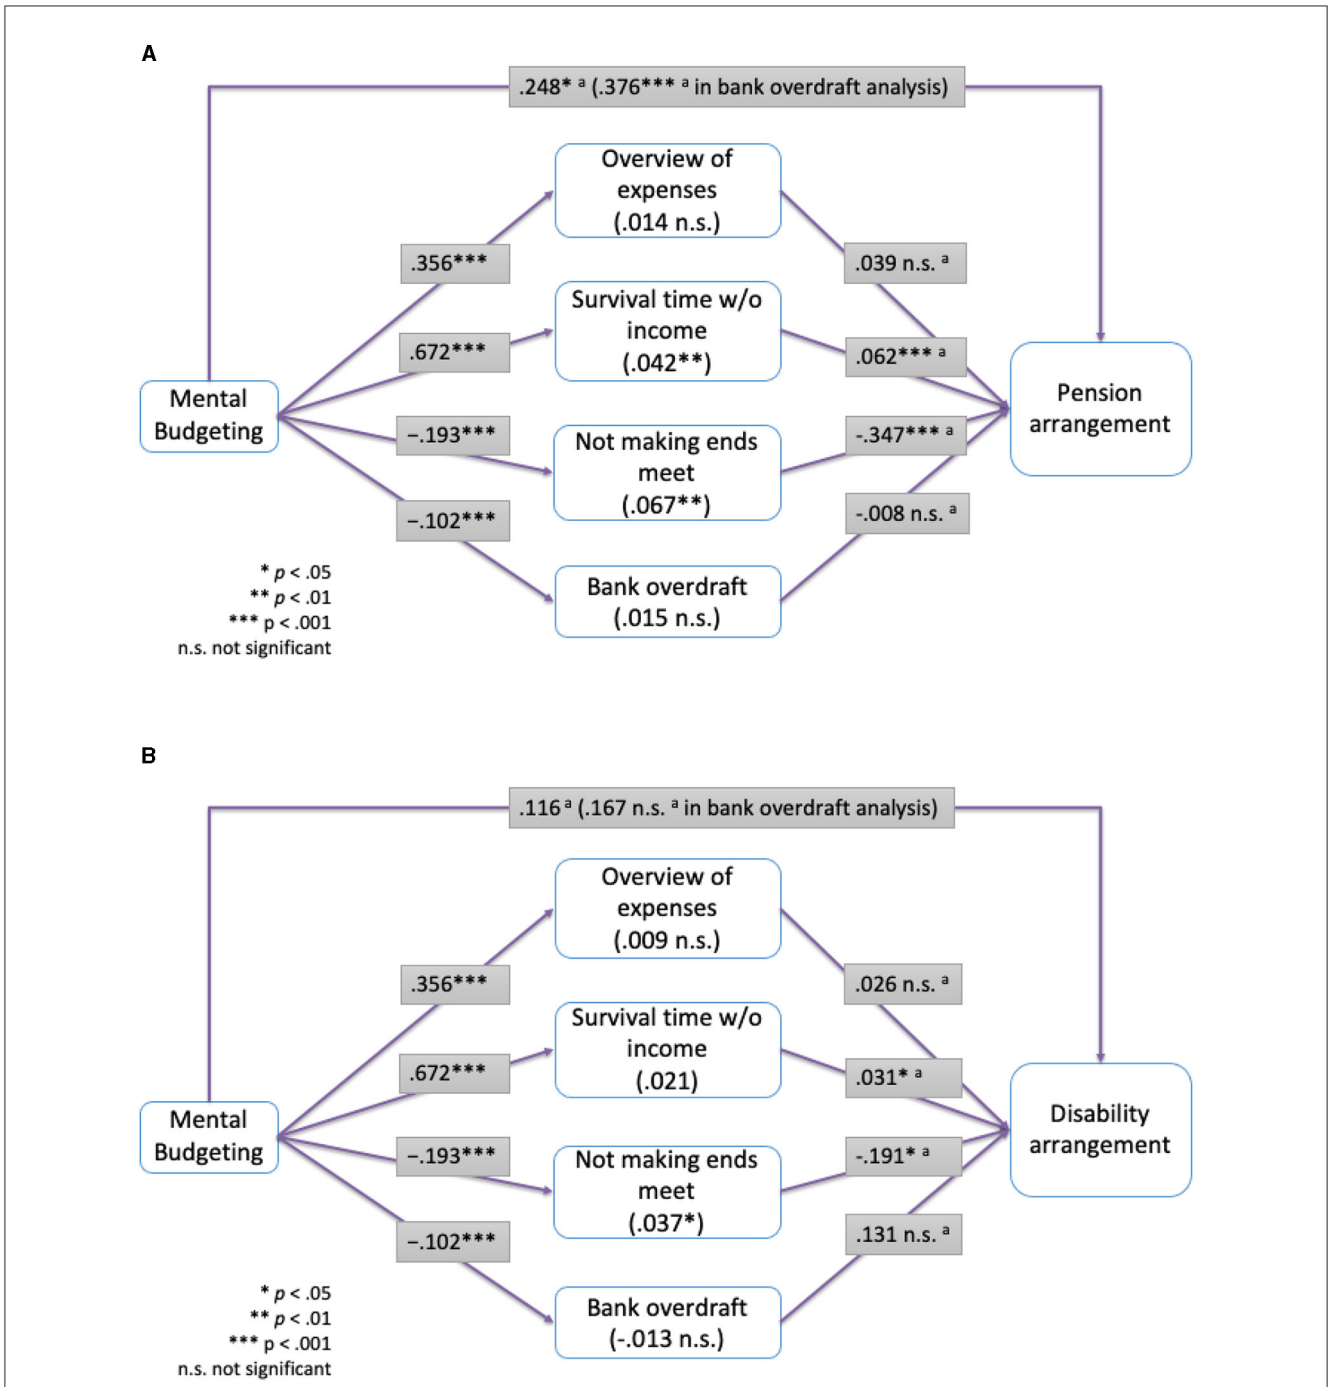 A
.248* ᵃ (.376*** ᵃ in bank overdraft analysis)
Overview of
expenses
(.014 n.s.)
.356***
.039 n.s. ᵃ
Survival time w/o
income
(.042**)
.672***
.062*** ᵃ
Mental
Budgeting
Pension
arrangement
−.193***
Not making ends
meet
(.067**)
-.347*** ᵃ
−.102***
-.008 n.s. ᵃ
Bank overdraft
(.015 n.s.)
* p < .05
** p < .01
*** p < .001
n.s. not significant
B
.116 ᵃ (.167 n.s. ᵃ in bank overdraft analysis)
Overview of
expenses
(.009 n.s.)
.356***
.026 n.s. ᵃ
Survival time w/o
income
(.021)
.672***
.031* ᵃ
Mental
Budgeting
Disability
arrangement
−.193***
Not making ends
meet
(.037*)
-.191* ᵃ
−.102***
.131 n.s. ᵃ
Bank overdraft
(-.013 n.s.)
* p < .05
** p < .01
*** p < .001
n.s. not significant